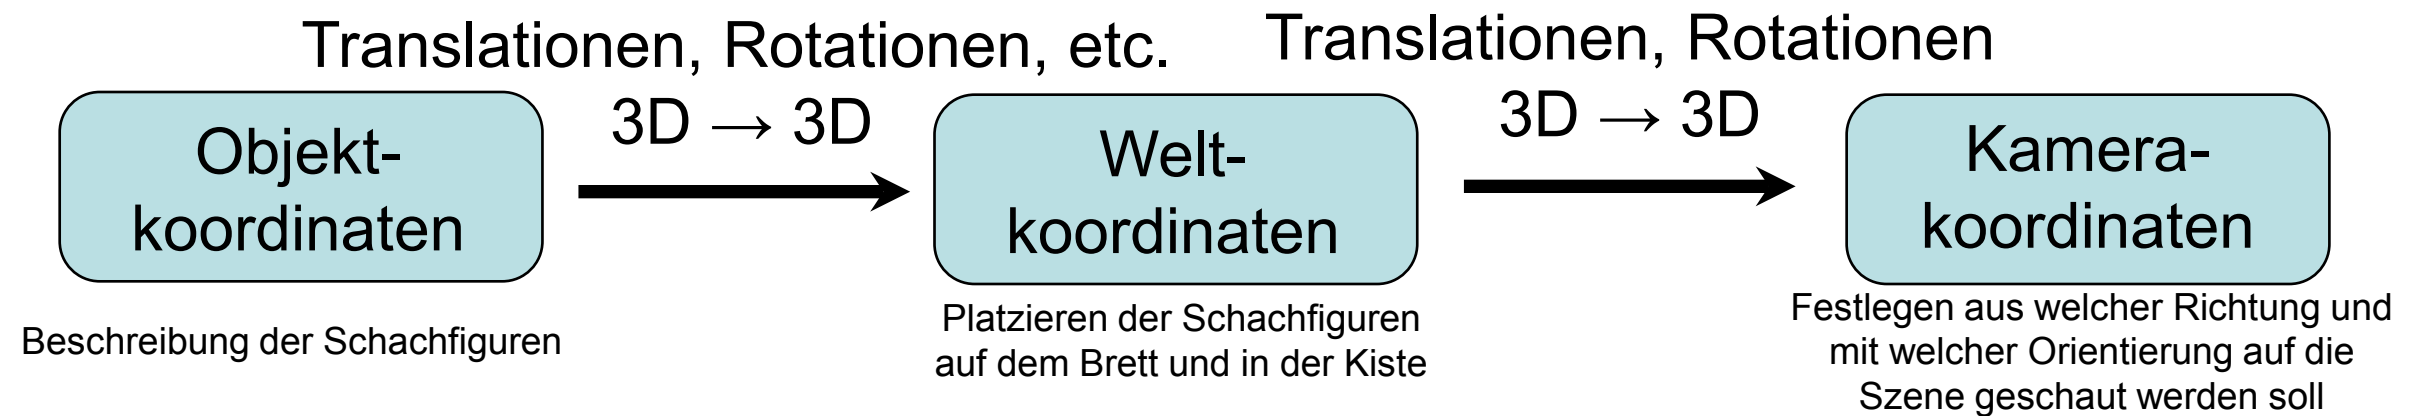 Translationen, Rotationen, etc.
Translationen, Rotationen
3D → 3D
3D → 3D
Objekt-
koordinaten
Welt-
koordinaten
Kamera-
koordinaten
Beschreibung der Schachfiguren
Platzieren der Schachfiguren
auf dem Brett und in der Kiste
Festlegen aus welcher Richtung und
mit welcher Orientierung auf die
Szene geschaut werden soll